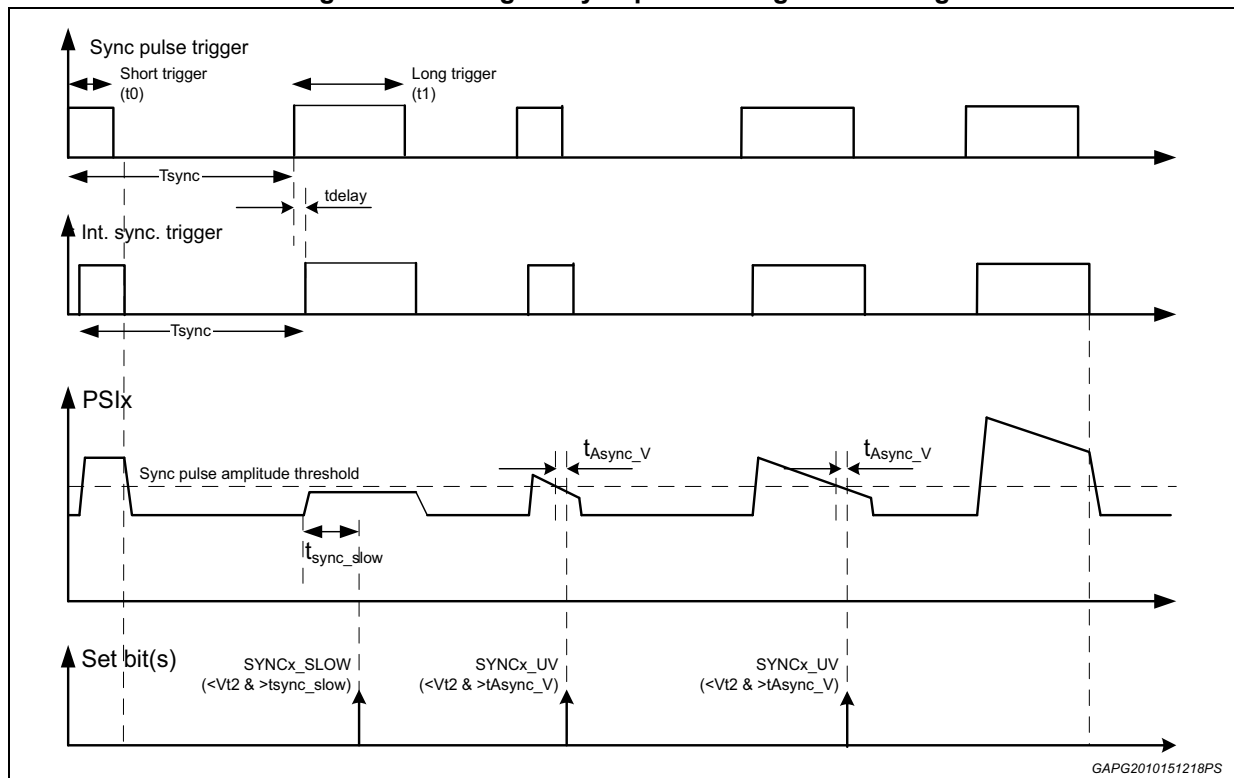 Sync pulse trigger
Short trigger
(t0)
Long trigger
(t1)
Tsync
tdelay
Int. sync. trigger
Tsync
PSIx
Sync pulse amplitude threshold
tAsync_V
tAsync_V
tsync_slow
Set bit(s)
SYNCx_SLOW
(<Vt2 & >tsync_slow)
SYNCx_UV
(<Vt2 & >tAsync_V)
SYNCx_UV
(<Vt2 & >tAsync_V)
GAPG2010151218PS